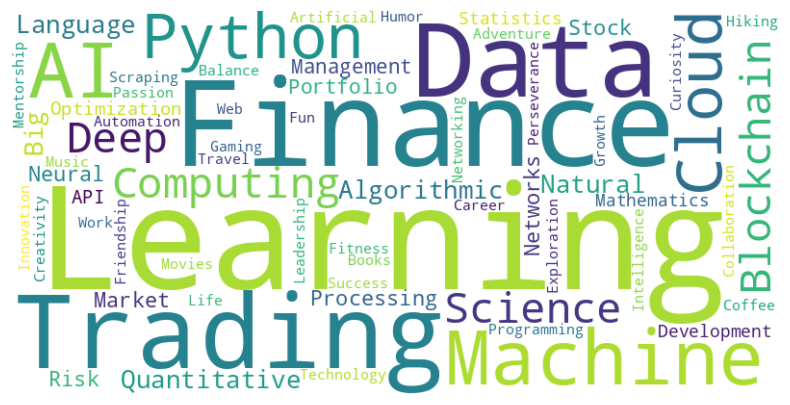 Language
Python
Artificial
Humor
Statistics
Adventure
Stock
Hiking
Mentorship
AI
Scraping
Passion
Balance
Management
Portfolio
Data
Curiosity
Cloud
Blockchain
Big
Optimization
Automation
Web
Fun
Finance
Networking
Perseverance
Growth
Deep
Gaming
Travel
Music
Neural
API
Computing
Algorithmic
Networks
Natural
Mathematics
Career
Innovation
Creativity
Work
Friendship
Learning
Leadership
Movies
Fitness
Books
Success
Exploration
Intelligence
Collaboration
Market
Life
Processing
Science
Programming
Development
Coffee
Trading
Machine
Risk
Quantitative
Technology